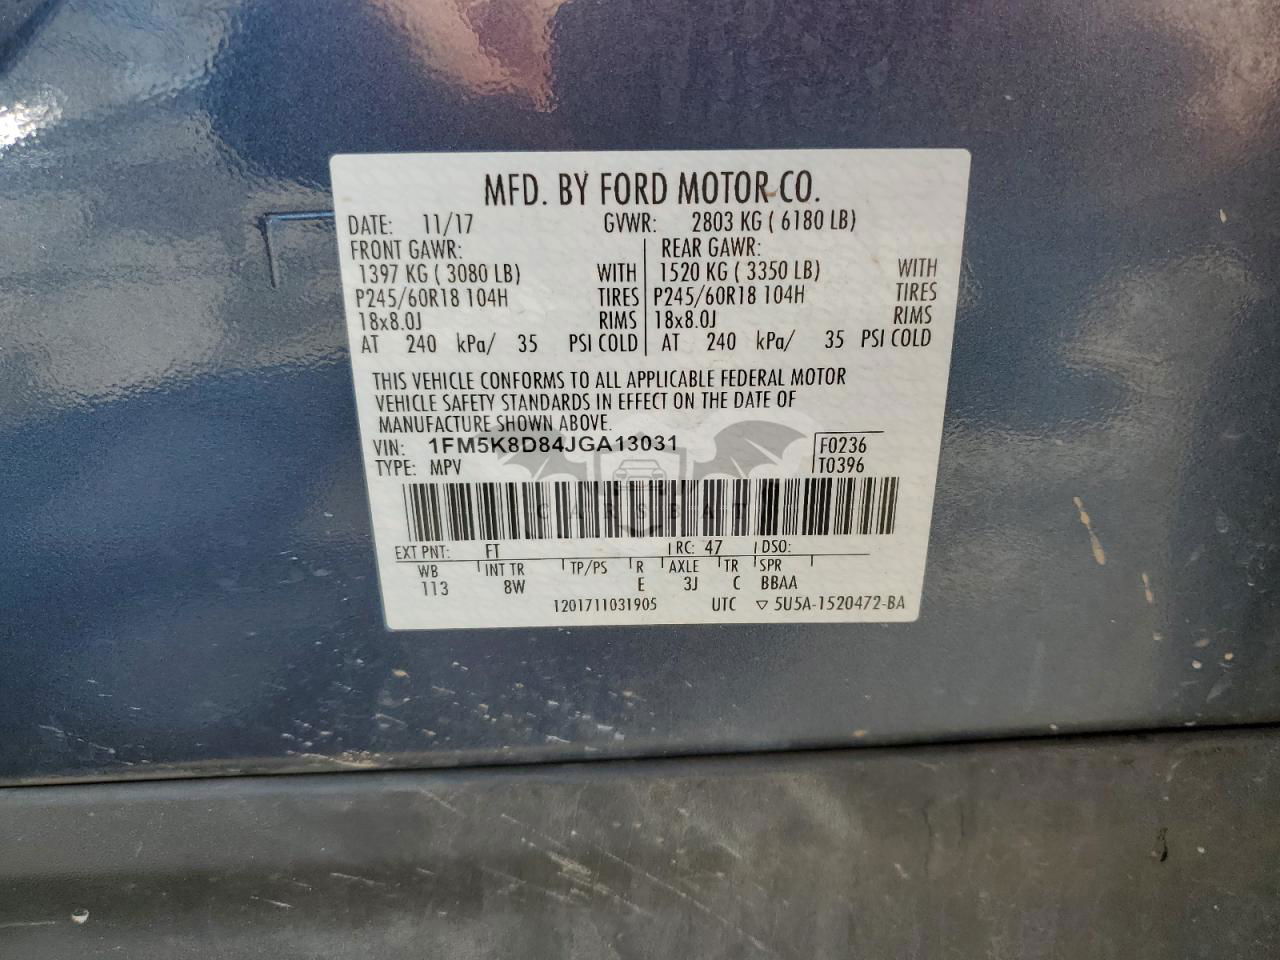 MFD. BY FORD MOTOR CO.
DATE: 11/17 GVWR: 2803 KG ( 6180 LB)
FRONT GAWR: REAR GAWR:
1397 KG ( 3080 LB) WITH 1520 KG ( 3350 LB) WITH
P245/60R18 104H TIRES P245/60R18 104H TIRES
18x8.0J RIMS 18x8.0J RIMS
AT 240 kPa/ 35 PSI COLD AT 240 kPa/ 35 PSI COLD
THIS VEHICLE CONFORMS TO ALL APPLICABLE FEDERAL MOTOR
VEHICLE SAFETY STANDARDS IN EFFECT ON THE DATE OF
MANUFACTURE SHOWN ABOVE.
VIN: 1FM5K8D84JGA13031 F0236
TYPE: MPV T0396
CARSBAT
EXT PNT: FT RC: 47 DSO:
WB INT TR TP/PS R AXLE TR SPR
113 8W E 3J C BBAA
1201711031905 UTC ▽ 5U5A-1520472-BA